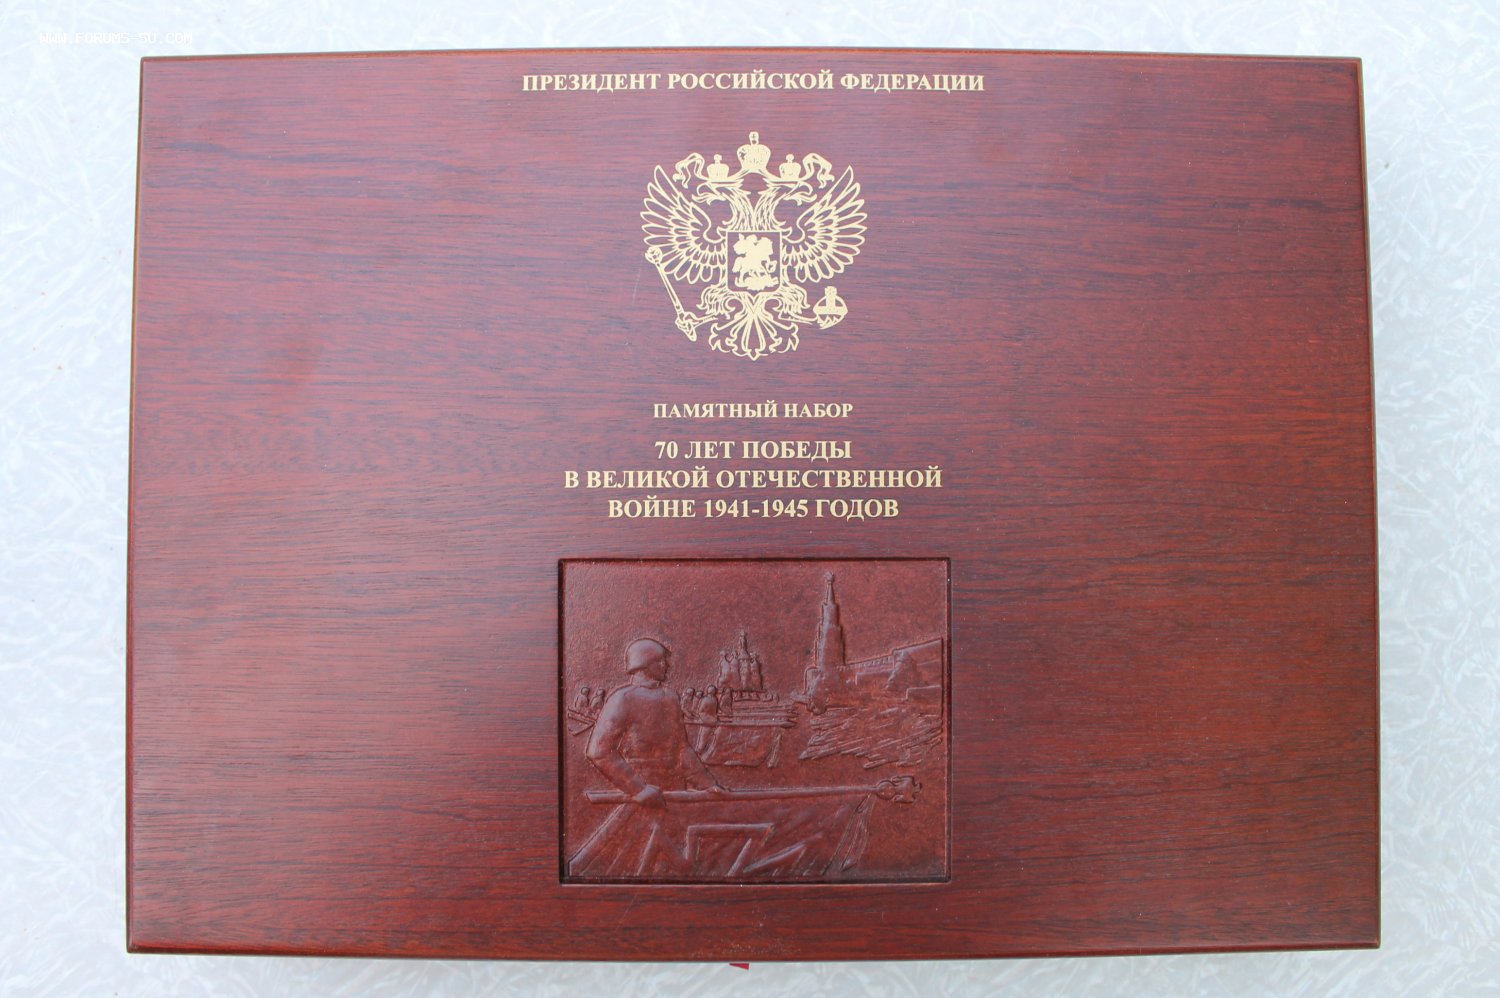 WWW.FORUMS-SU.COM
ПРЕЗИДЕНТ РОССИЙСКОЙ ФЕДЕРАЦИИ
ПАМЯТНЫЙ НАБОР
70 ЛЕТ ПОБЕДЫ
В ВЕЛИКОЙ ОТЕЧЕСТВЕННОЙ
ВОЙНЕ 1941-1945 ГОДОВ